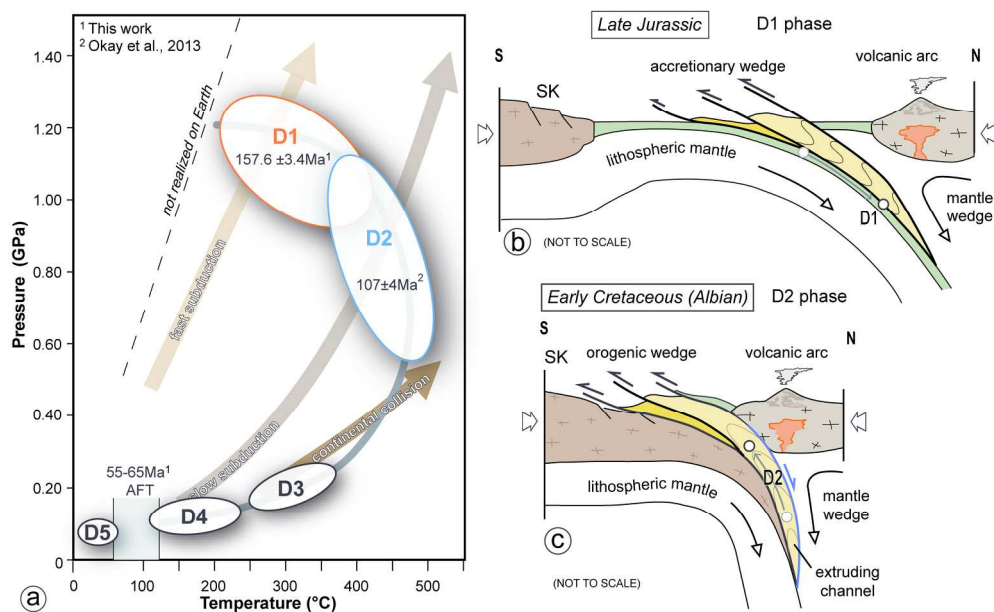 ¹ This work
² Okay et al., 2013
not realized on Earth
D1
157.6 ±3.4Ma¹
D2
107±4Ma²
fast subduction
slow subduction
continental collision
55-65Ma¹
AFT
D3
D4
D5
1.40
1.20
1.00
0.80
0.60
0.40
0.20
0
Pressure (GPa)
0 100 200 300 400 500
Temperature (°C)
a
Late Jurassic D1 phase
S
N
volcanic arc
accretionary wedge
SK
lithospheric mantle
D1
mantle
wedge
b
(NOT TO SCALE)
Early Cretaceous (Albian) D2 phase
S
N
SK
orogenic wedge
volcanic arc
D2
lithospheric mantle
mantle
wedge
c
extruding
channel
(NOT TO SCALE)